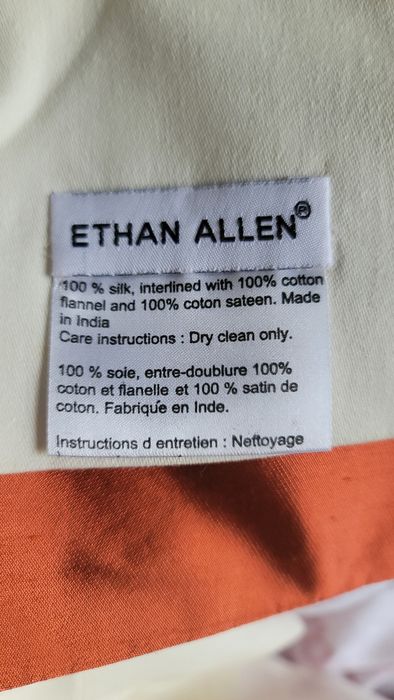 ETHAN ALLEN®
100 % silk, interlined with 100% cotton
flannel and 100% coton sateen. Made
in India
Care instructions : Dry clean only.
100 % soie, entre-doublure 100%
coton et flanelle et 100 % satin de
coton. Fabriquée en Inde.
Instructions d entretien : Nettoyage